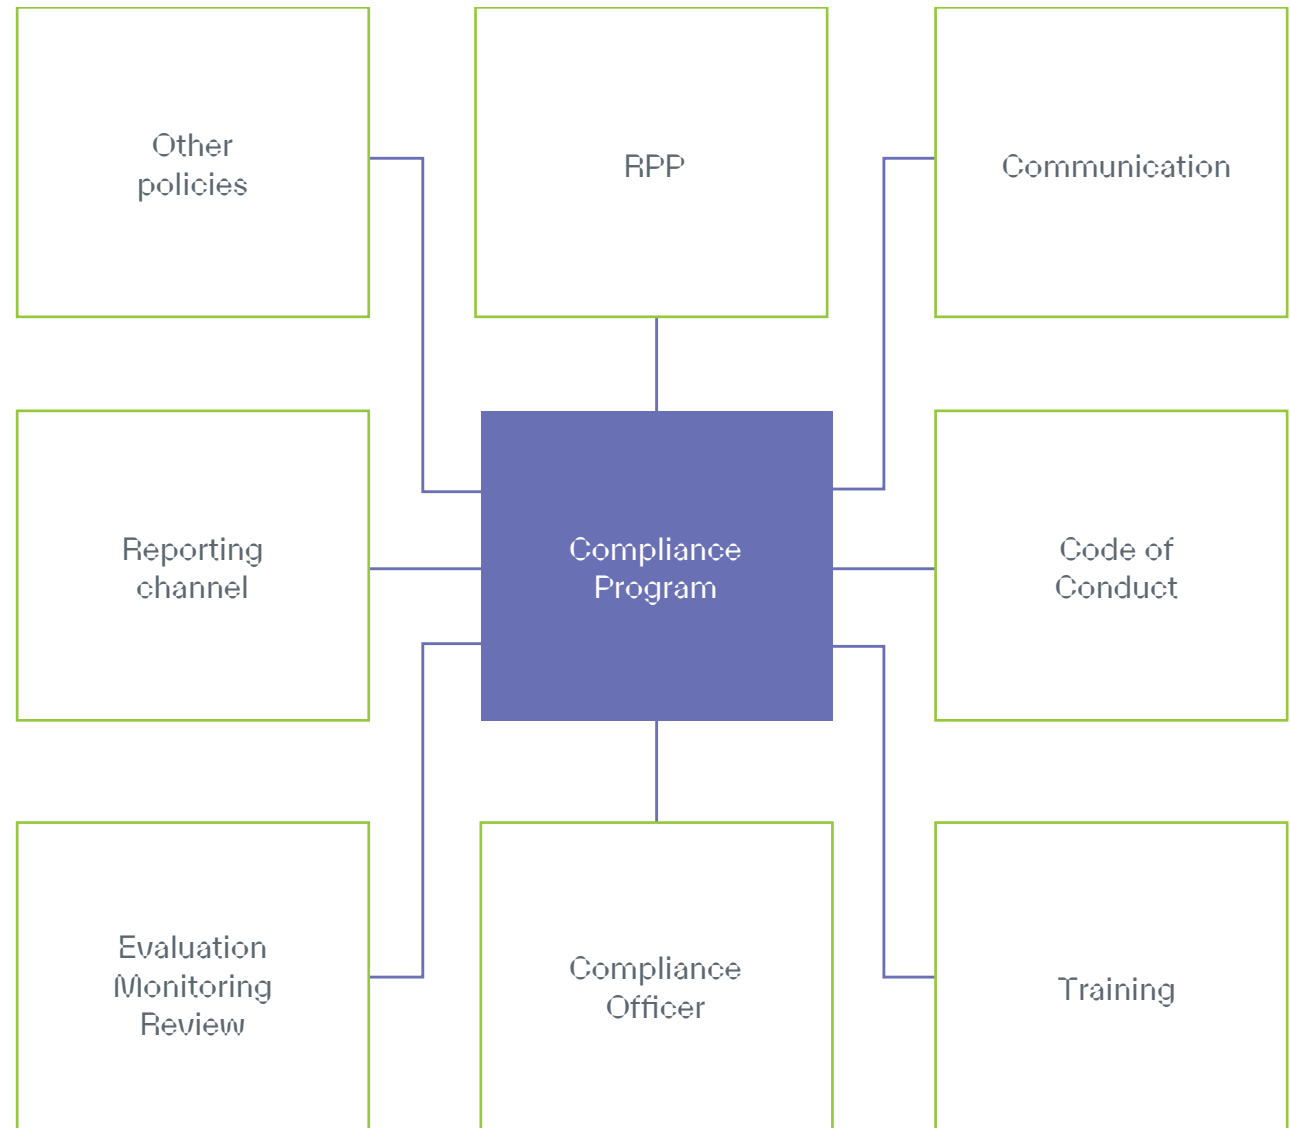 Other
policies
RPP
Communication
Reporting
channel
Compliance
Program
Code of
Conduct
Evaluation
Monitoring
Review
Compliance
Officer
Training